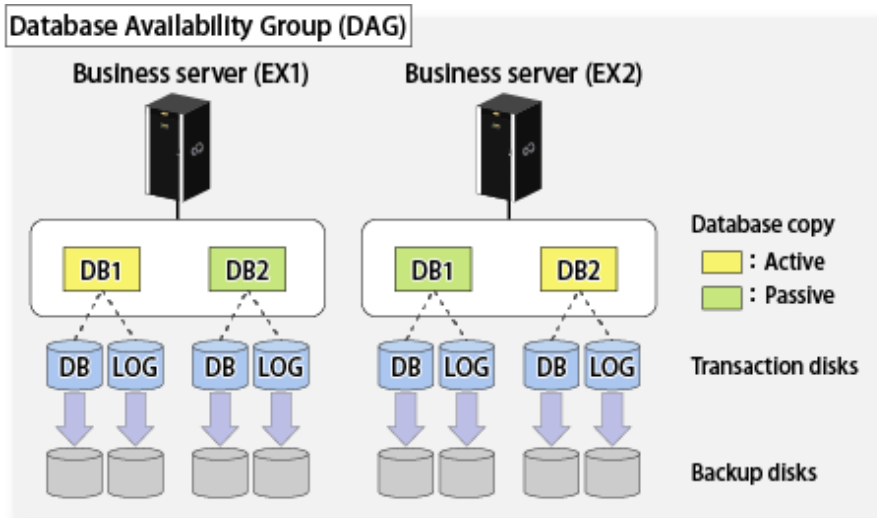 Database Availability Group (DAG)
Business server (EX1)
Business server (EX2)
DB1
DB2
DB1
DB2
Database copy
: Active
: Passive
DB LOG DB LOG DB LOG DB LOG
Transaction disks
Backup disks